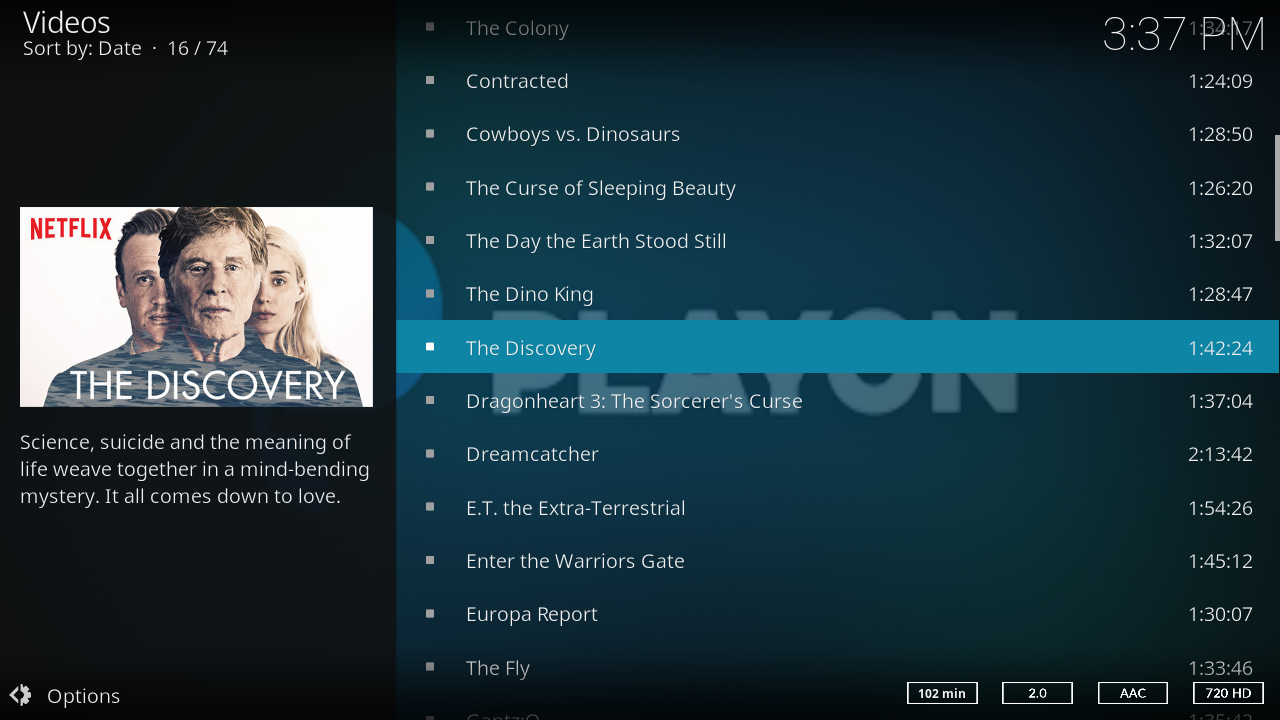 Videos
Sort by: Date · 16 / 74
3:37 PM
The Colony
Contracted 1:24:09
Cowboys vs. Dinosaurs 1:28:50
The Curse of Sleeping Beauty 1:26:20
The Day the Earth Stood Still 1:32:07
The Dino King 1:28:47
The Discovery 1:42:24
Dragonheart 3: The Sorcerer's Curse 1:37:04
Dreamcatcher 2:13:42
E.T. the Extra-Terrestrial 1:54:26
Enter the Warriors Gate 1:45:12
Europa Report 1:30:07
The Fly 1:33:46
PLAYON
NETFLIX
THE DISCOVERY
Science, suicide and the meaning of
life weave together in a mind-bending
mystery. It all comes down to love.
Options
102 min 2.0 AAC 720 HD